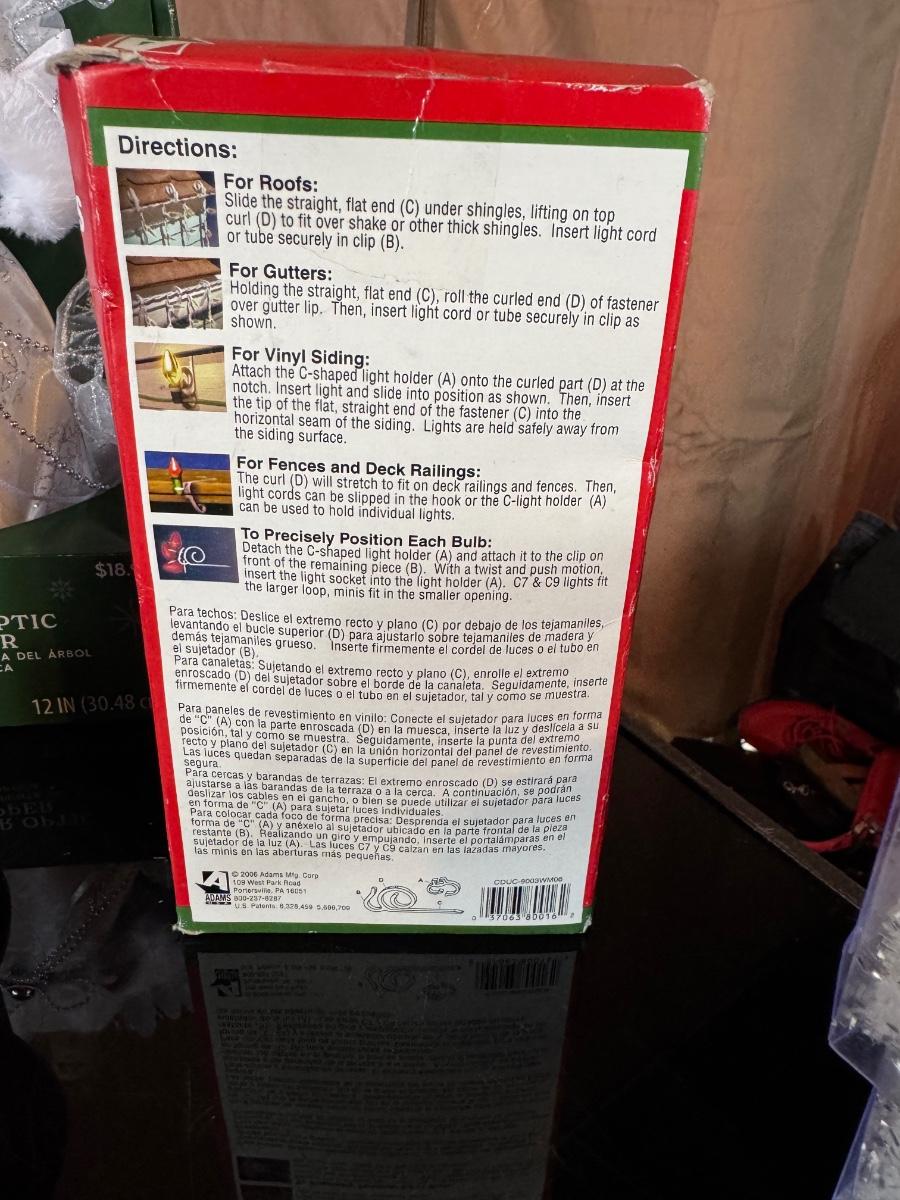 Directions:
For Roofs:
Slide the straight, flat end (C) under shingles, lifting on top
curl (D) to fit over shake or other thick shingles. Insert light cord
or tube securely in clip (B).
For Gutters:
Holding the straight, flat end (C), roll the curled end (D) of fastener
over gutter lip. Then, insert light cord or tube securely in clip as
shown.
For Vinyl Siding:
Attach the C-shaped light holder (A) onto the curled part (D) at the
notch. Insert light and slide into position as shown. Then, insert
the tip of the flat, straight end of the fastener (C) into the
horizontal seam of the siding. Lights are held safely away from
the siding surface.
For Fences and Deck Railings:
The curl (D) will stretch to fit on deck railings and fences. Then,
light cords can be slipped in the hook or the C-light holder (A)
can be used to hold individual lights.
To Precisely Position Each Bulb:
Detach the C-shaped light holder (A) and attach it to the clip on
front of the remaining piece (B). With a twist and push motion,
insert the light socket into the light holder (A). C7 & C9 lights fit
the larger loop, minis fit in the smaller opening.
Para techos: Deslice el extremo recto y plano (C) por debajo de los tejamaniles,
levantando el bucle superior (D) para ajustarlo sobre tejamaniles de madera y
demás tejamaniles grueso. Inserte firmemente el cordel de luces o el tubo en
el sujetador (B).
Para canaletas: Sujetando el extremo recto y plano (C), enrolle el extremo
enroscado (D) del sujetador sobre el borde de la canaleta. Seguidamente, inserte
firmemente el cordel de luces o el tubo en el sujetador, tal y como se muestra.
Para paneles de revestimiento en vinilo: Conecte el sujetador para luces en forma
de "C" (A) con la parte enroscada (D) en la muesca, inserte la luz y deslícela a su
posición, tal y como se muestra. Seguidamente, inserte la punta del extremo
recto y plano del sujetador (C) en la unión horizontal del panel de revestimiento.
Las luces quedan separadas de la superficie del panel de revestimiento en forma
segura.
Para cercas y barandas de terrazas: El extremo enroscado (D) se estirará para
ajustarse a las barandas de la terraza o a la cerca. A continuación, se podrán
deslizar los cables en el gancho, o bien se puede utilizar el sujetador para luces
en forma de "C" (A) para sujetar luces individuales.
Para colocar cada foco de forma precisa: Desprenda el sujetador para luces en
forma de "C" (A) y anéxelo al sujetador ubicado en la parte frontal de la pieza
restante (B). Realizando un giro y empujando, inserte el portalámparas en el
sujetador de la luz (A). Las luces C7 y C9 calzan en las lazadas mayores,
las minis en las aberturas más pequeñas.
ADAMS
© 2006 Adams Mfg. Corp
109 West Park Road
Portersville, PA 16051
800-237-8287
U.S. Patents: 6,328,459 5,696,709
B D A C
CDUC-9003WM06
0 37063 80016 2
$18.
PTIC
R
A DEL ÁRBOL
CA
12 IN (30.48 c